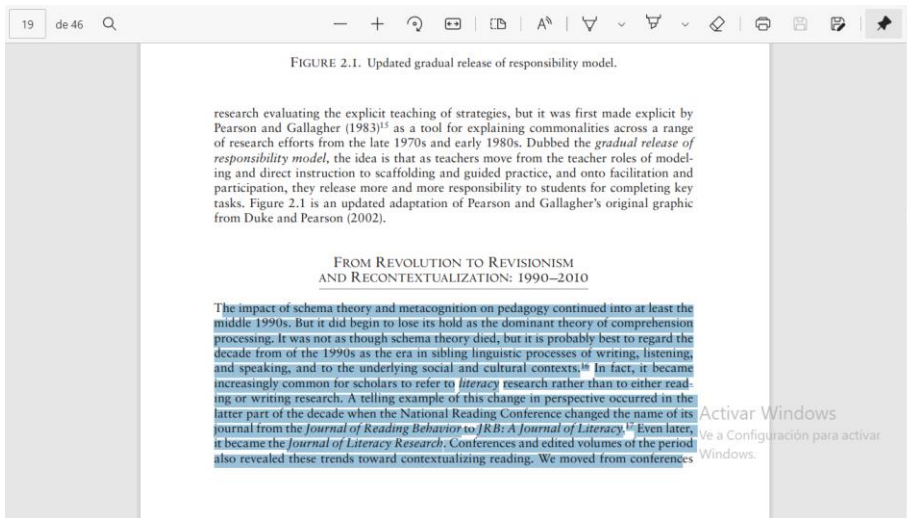 19 de 46
FIGURE 2.1. Updated gradual release of responsibility model.
research evaluating the explicit teaching of strategies, but it was first made explicit by
Pearson and Gallagher (1983)15 as a tool for explaining commonalities across a range
of research efforts from the late 1970s and early 1980s. Dubbed the gradual release of
responsibility model, the idea is that as teachers move from the teacher roles of model-
ing and direct instruction to scaffolding and guided practice, and onto facilitation and
participation, they release more and more responsibility to students for completing key
tasks. Figure 2.1 is an updated adaptation of Pearson and Gallagher's original graphic
from Duke and Pearson (2002).
FROM REVOLUTION TO REVISIONISM
AND RECONTEXTUALIZATION: 1990–2010
The impact of schema theory and metacognition on pedagogy continued into at least the
middle 1990s. But it did begin to lose its hold as the dominant theory of comprehension
processing. It was not as though schema theory died, but it is probably best to regard the
decade from of the 1990s as the era in sibling linguistic processes of writing, listening,
and speaking, and to the underlying social and cultural contexts.16 In fact, it became
increasingly common for scholars to refer to literacy research rather than to either read-
ing or writing research. A telling example of this change in perspective occurred in the
latter part of the decade when the National Reading Conference changed the name of its
journal from the Journal of Reading Behavior to JRB: A Journal of Literacy.17 Even later,
it became the Journal of Literacy Research. Conferences and edited volumes of the period
also revealed these trends toward contextualizing reading. We moved from conferences
Activar Windows
Ve a Configuración para activar
Windows.